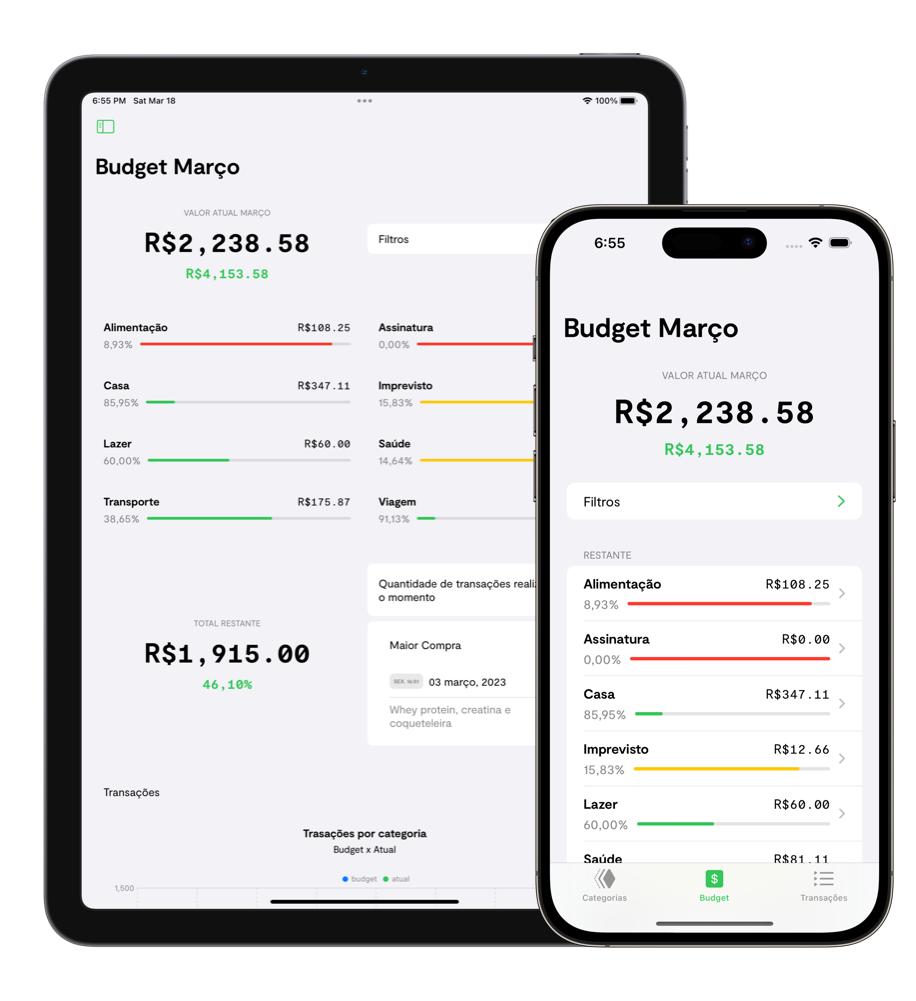 6:55 PM Sat Mar 18
100%
Budget Março
VALOR ATUAL MARÇO
R$2,238.58
R$4,153.58
Filtros
Alimentação R$108.25
8,93%
Assinatura
0,00%
Casa R$347.11
85,95%
Imprevisto
15,83%
Lazer R$60.00
60,00%
Saúde
14,64%
Transporte R$175.87
38,65%
Viagem
91,13%
TOTAL RESTANTE
R$1,915.00
46,10%
Quantidade de transações reali
o momento
Maior Compra
SEX. 16:01 03 março, 2023
Whey protein, creatina e
coqueteleira
Transações
Trasações por categoria
Budget x Atual
budget atual
1,500
6:55
Budget Março
VALOR ATUAL MARÇO
R$2,238.58
R$4,153.58
Filtros
RESTANTE
Alimentação R$108.25
8,93%
Assinatura R$0.00
0,00%
Casa R$347.11
85,95%
Imprevisto R$12.66
15,83%
Lazer R$60.00
60,00%
Saúde R$81.11
$
Categorias Budget Transações